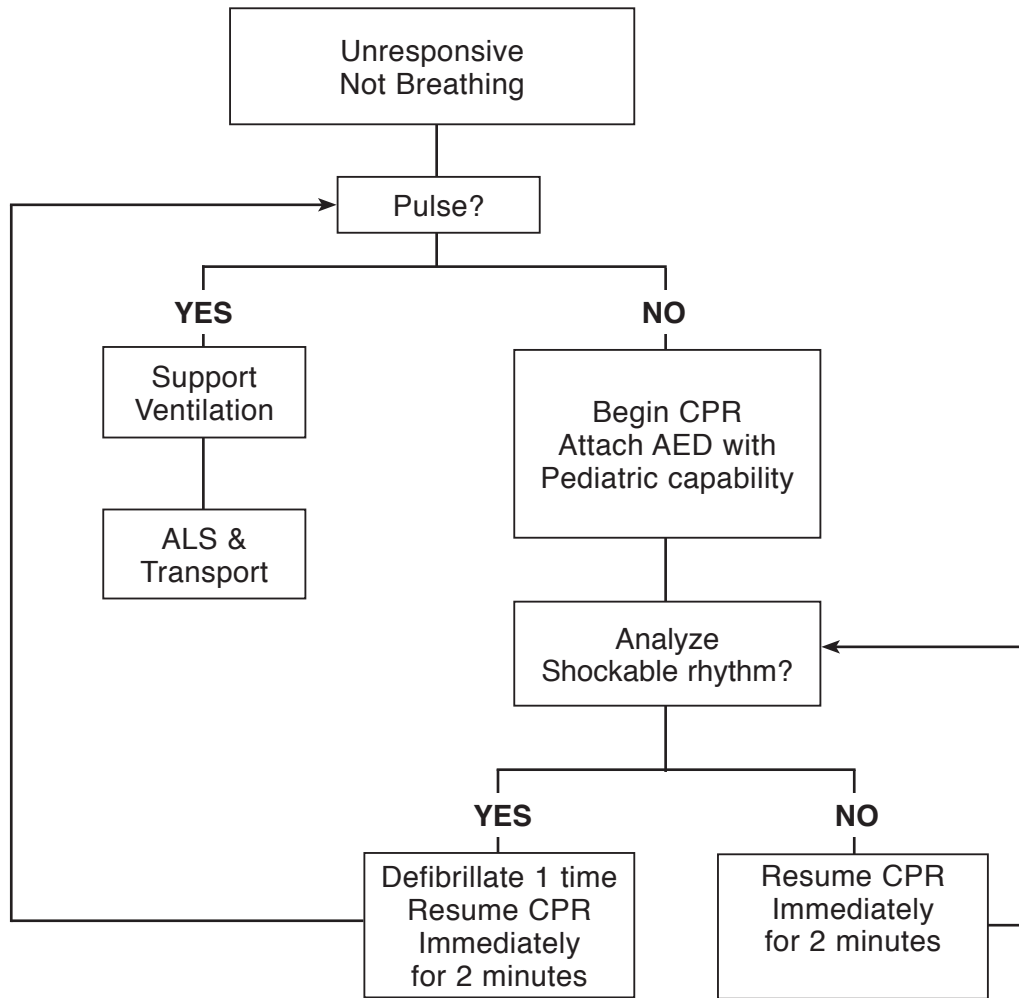 Unresponsive
Not Breathing
Pulse?
YES
NO
Support
Ventilation
Begin CPR
Attach AED with
Pediatric capability
ALS &
Transport
Analyze
Shockable rhythm?
YES
NO
Defibrillate 1 time
Resume CPR
Immediately
for 2 minutes
Resume CPR
Immediately
for 2 minutes